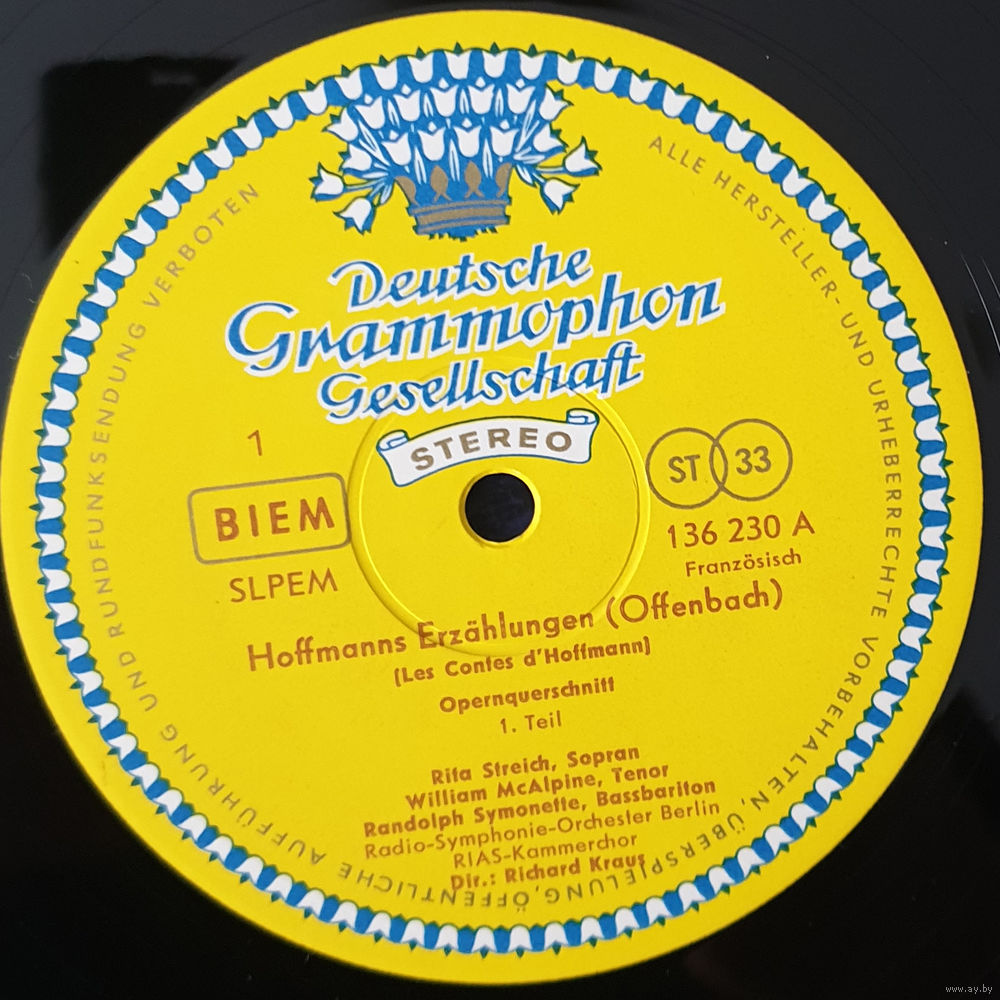 Deutsche
Grammophon
Gesellschaft
STEREO
1
BIEM
SLPEM
ST 33
136 230 A
Französisch
Hoffmanns Erzählungen (Offenbach)
(Les Contes d'Hoffmann)
Opernquerschnitt
1. Teil
Rita Streich, Sopran
William McAlpine, Tenor
Randolph Symonette, Bassbariton
Radio-Symphonie-Orchester Berlin
RIAS-Kammerchor
Dir.: Richard Kraus
ALLE HERSTELLER- UND URHEBERRECHTE VORBEHALTEN, ÜBERSPIELUNG, ÖFFENTLICHE AUFFÜHRUNG UND RUNDFUNKSENDUNG VERBOTEN
www.ay.by